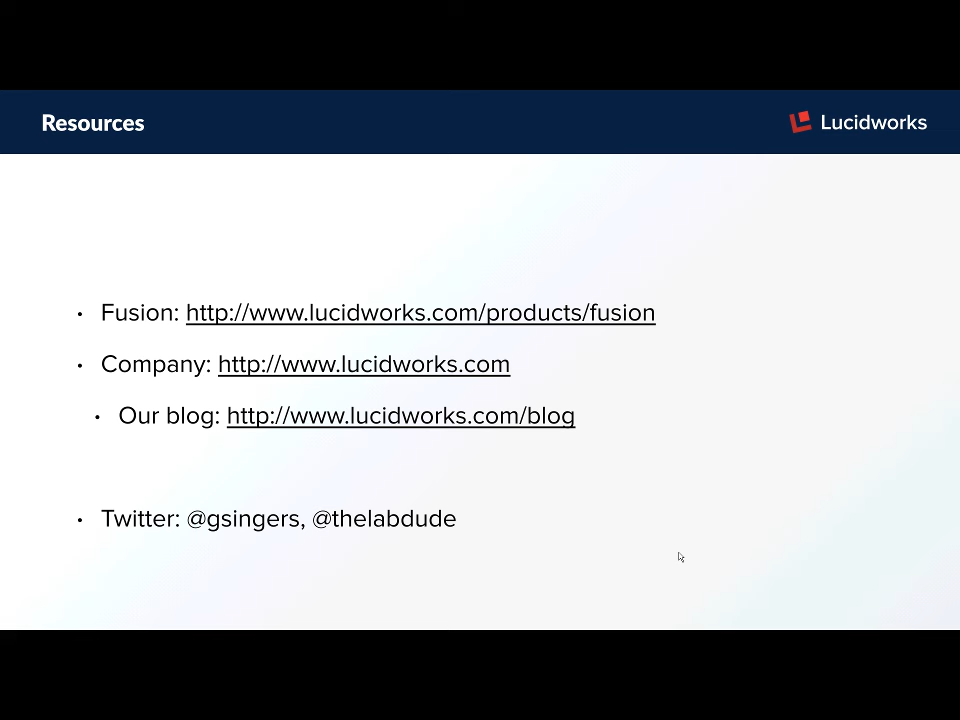 Resources
Lucidworks
• Fusion: http://www.lucidworks.com/products/fusion
• Company: http://www.lucidworks.com
• Our blog: http://www.lucidworks.com/blog
• Twitter: @gsingers, @thelabdude